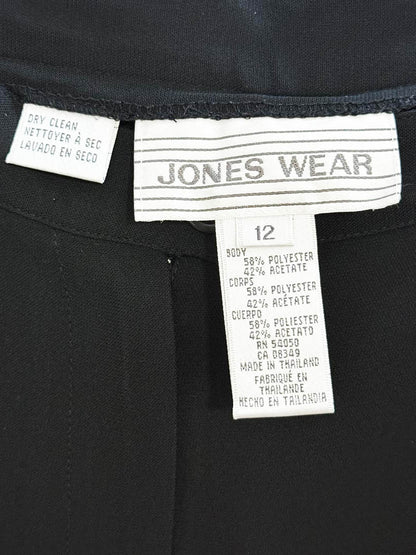 DRY CLEAN
NETTOYER À SEC
LAVADO EN SECO
JONES WEAR
12
BODY
58% POLYESTER
42% ACETATE
CORPS
58% POLYESTER
42% ACÉTATE
CUERPO
58% POLIESTER
42% ACETATO
RN 54050
CA 08349
MADE IN THAILAND
FABRIQUÉ EN
THAILANDE
HECHO EN TAILANDIA